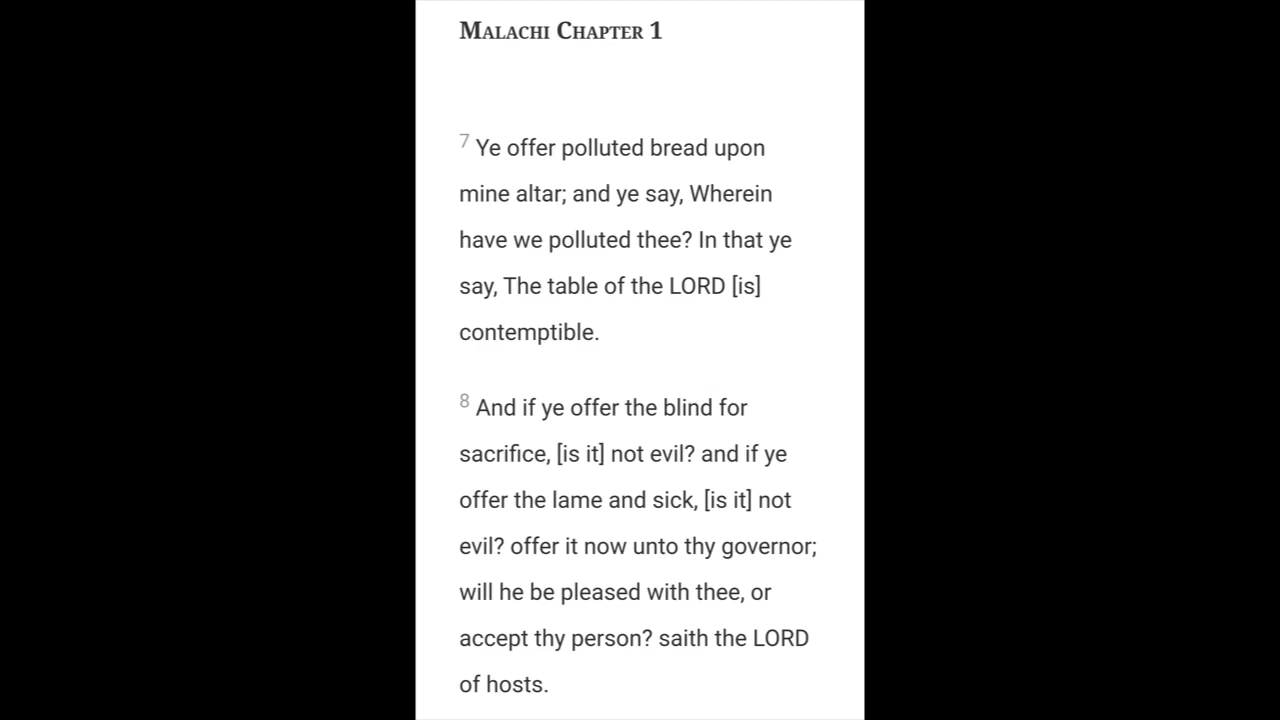 Malachi Chapter 1
7 Ye offer polluted bread upon
mine altar; and ye say, Wherein
have we polluted thee? In that ye
say, The table of the LORD [is]
contemptible.
8 And if ye offer the blind for
sacrifice, [is it] not evil? and if ye
offer the lame and sick, [is it] not
evil? offer it now unto thy governor;
will he be pleased with thee, or
accept thy person? saith the LORD
of hosts.